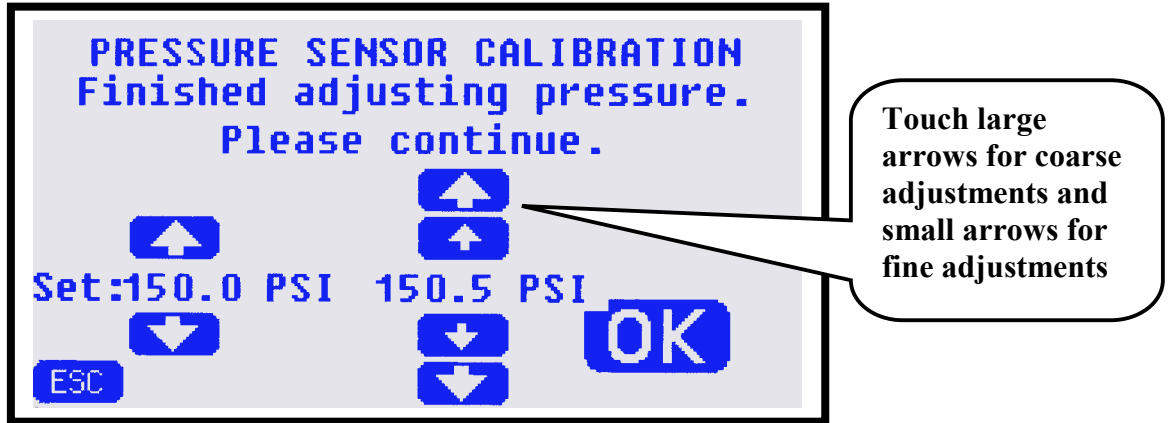 PRESSURE SENSOR CALIBRATION
Finished adjusting pressure.
Please continue.
Set:150.0 PSI 150.5 PSI
OK
ESC
Touch large
arrows for coarse
adjustments and
small arrows for
fine adjustments